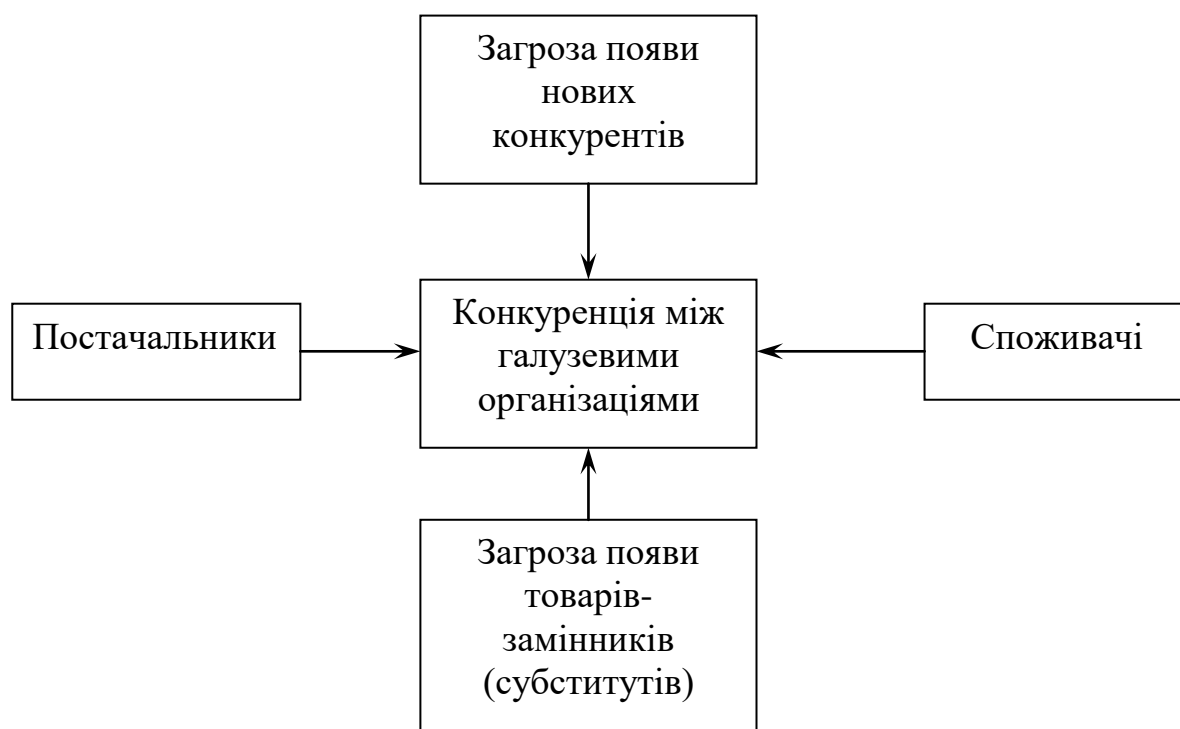 Загроза появи
нових
конкурентів
Постачальники
Конкуренція між
галузевими
організаціями
Споживачі
Загроза появи
товарів-
замінників
(субститутів)